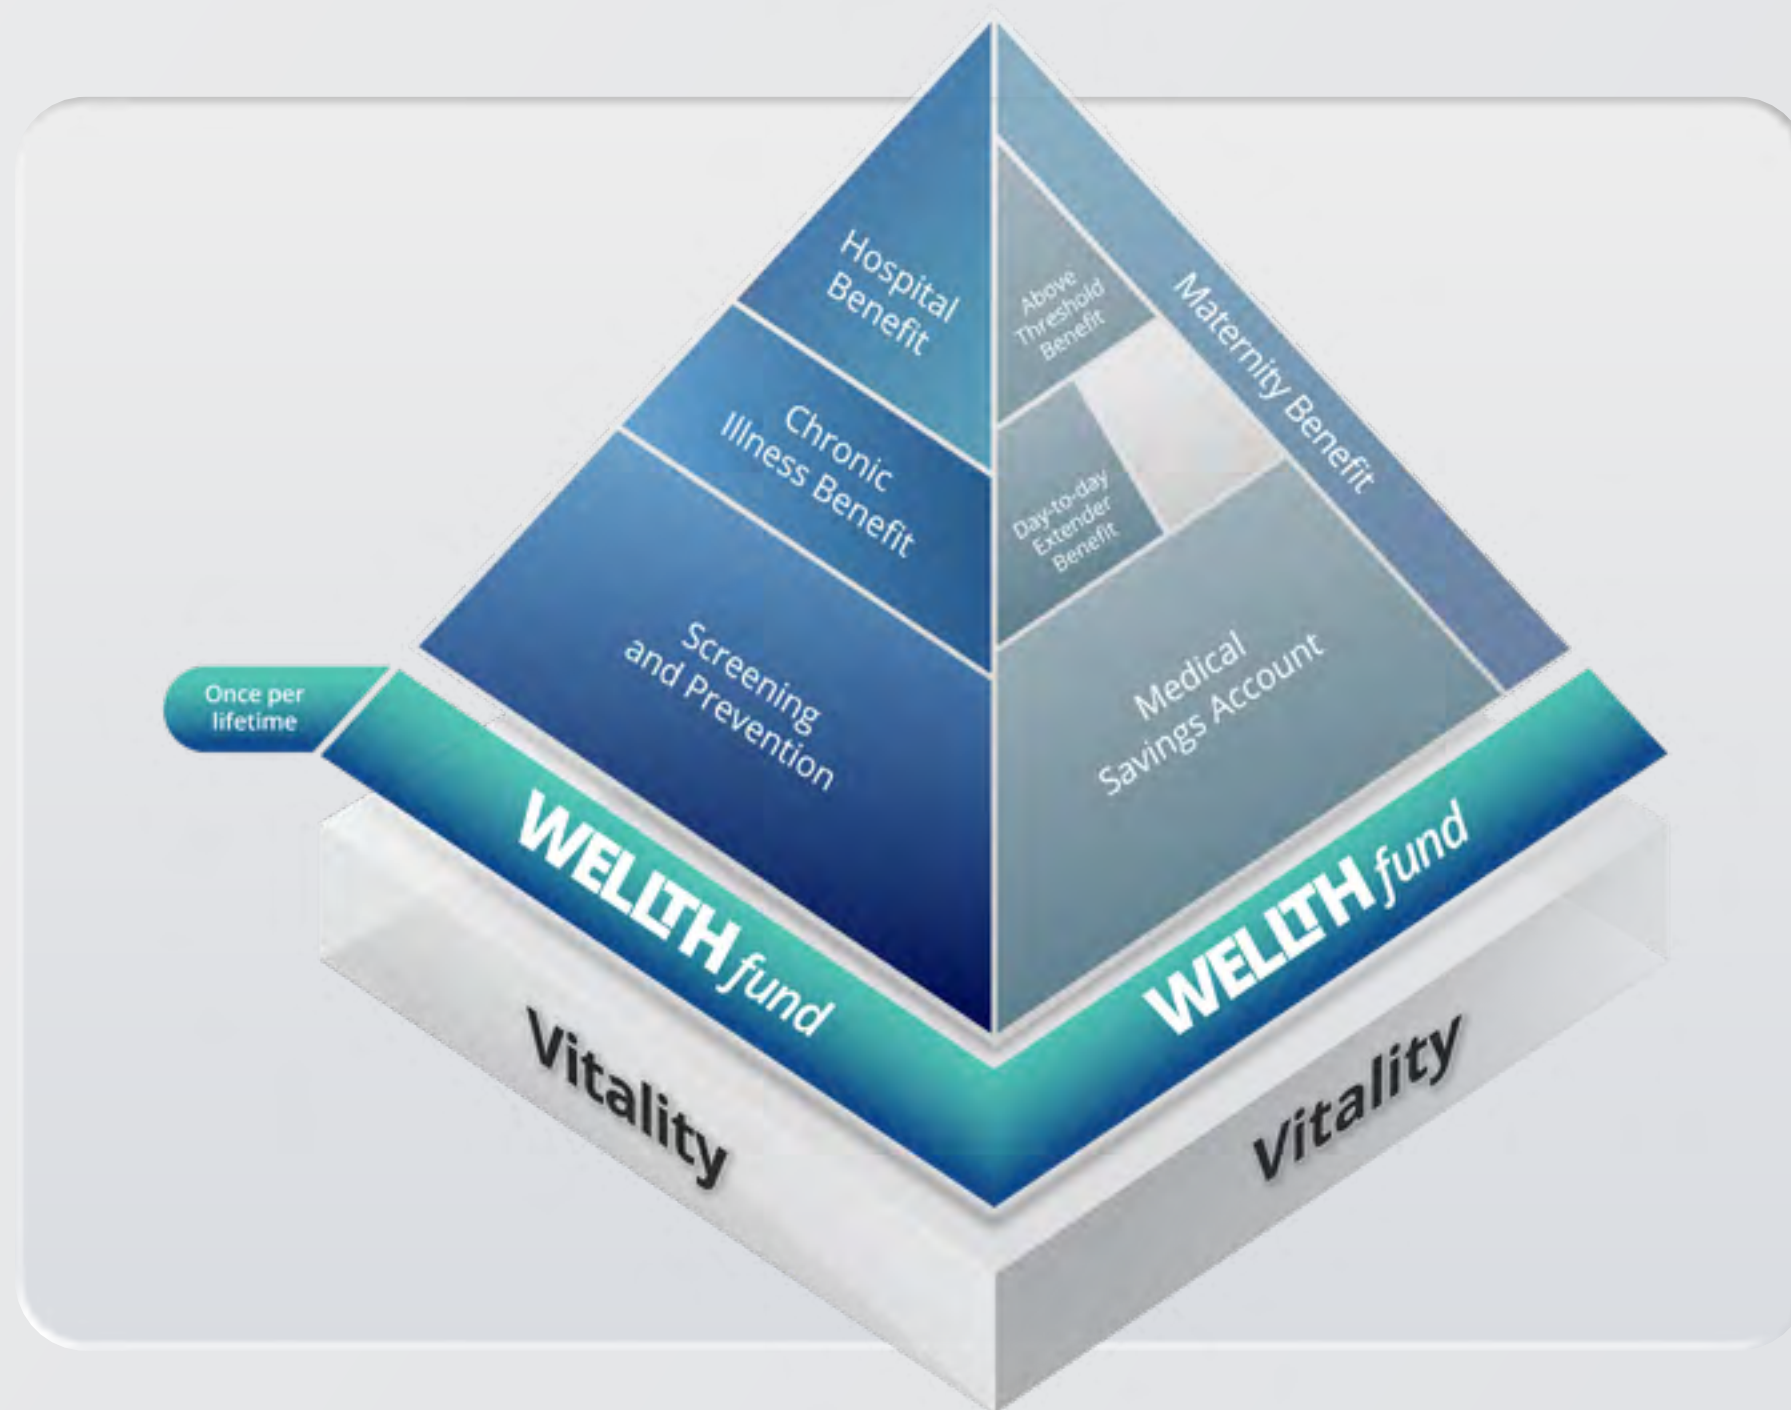 Hospital
Benefit
Above
Threshold
Benefit
Maternity Benefit
Chronic
Illness Benefit
Day-to-day
Extender
Benefit
Screening
and Prevention
Medical
Savings Account
Once per
lifetime
WELLTH fund
WELLTH fund
Vitality
Vitality